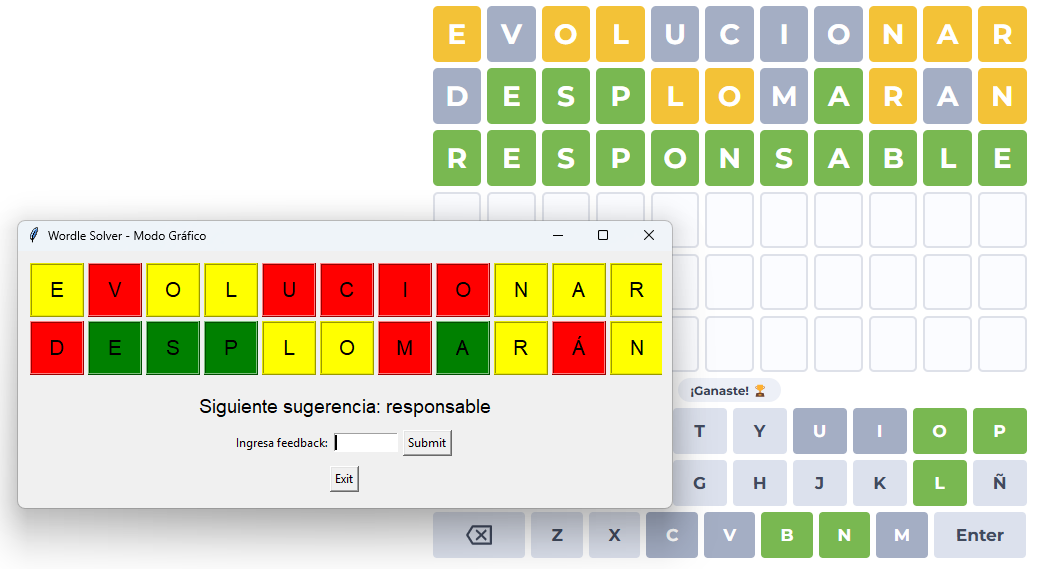 E V O L U C I O N A R
D E S P L O M A R A N
R E S P O N S A B L E
Wordle Solver - Modo Gráfico
E V O L U C I O N A R
D E S P L O M A R Á N
Siguiente sugerencia: responsable
Ingresa feedback: Submit
Exit
¡Ganaste! 🏆
T Y U I O P
G H J K L Ñ
Z X C V B N M Enter